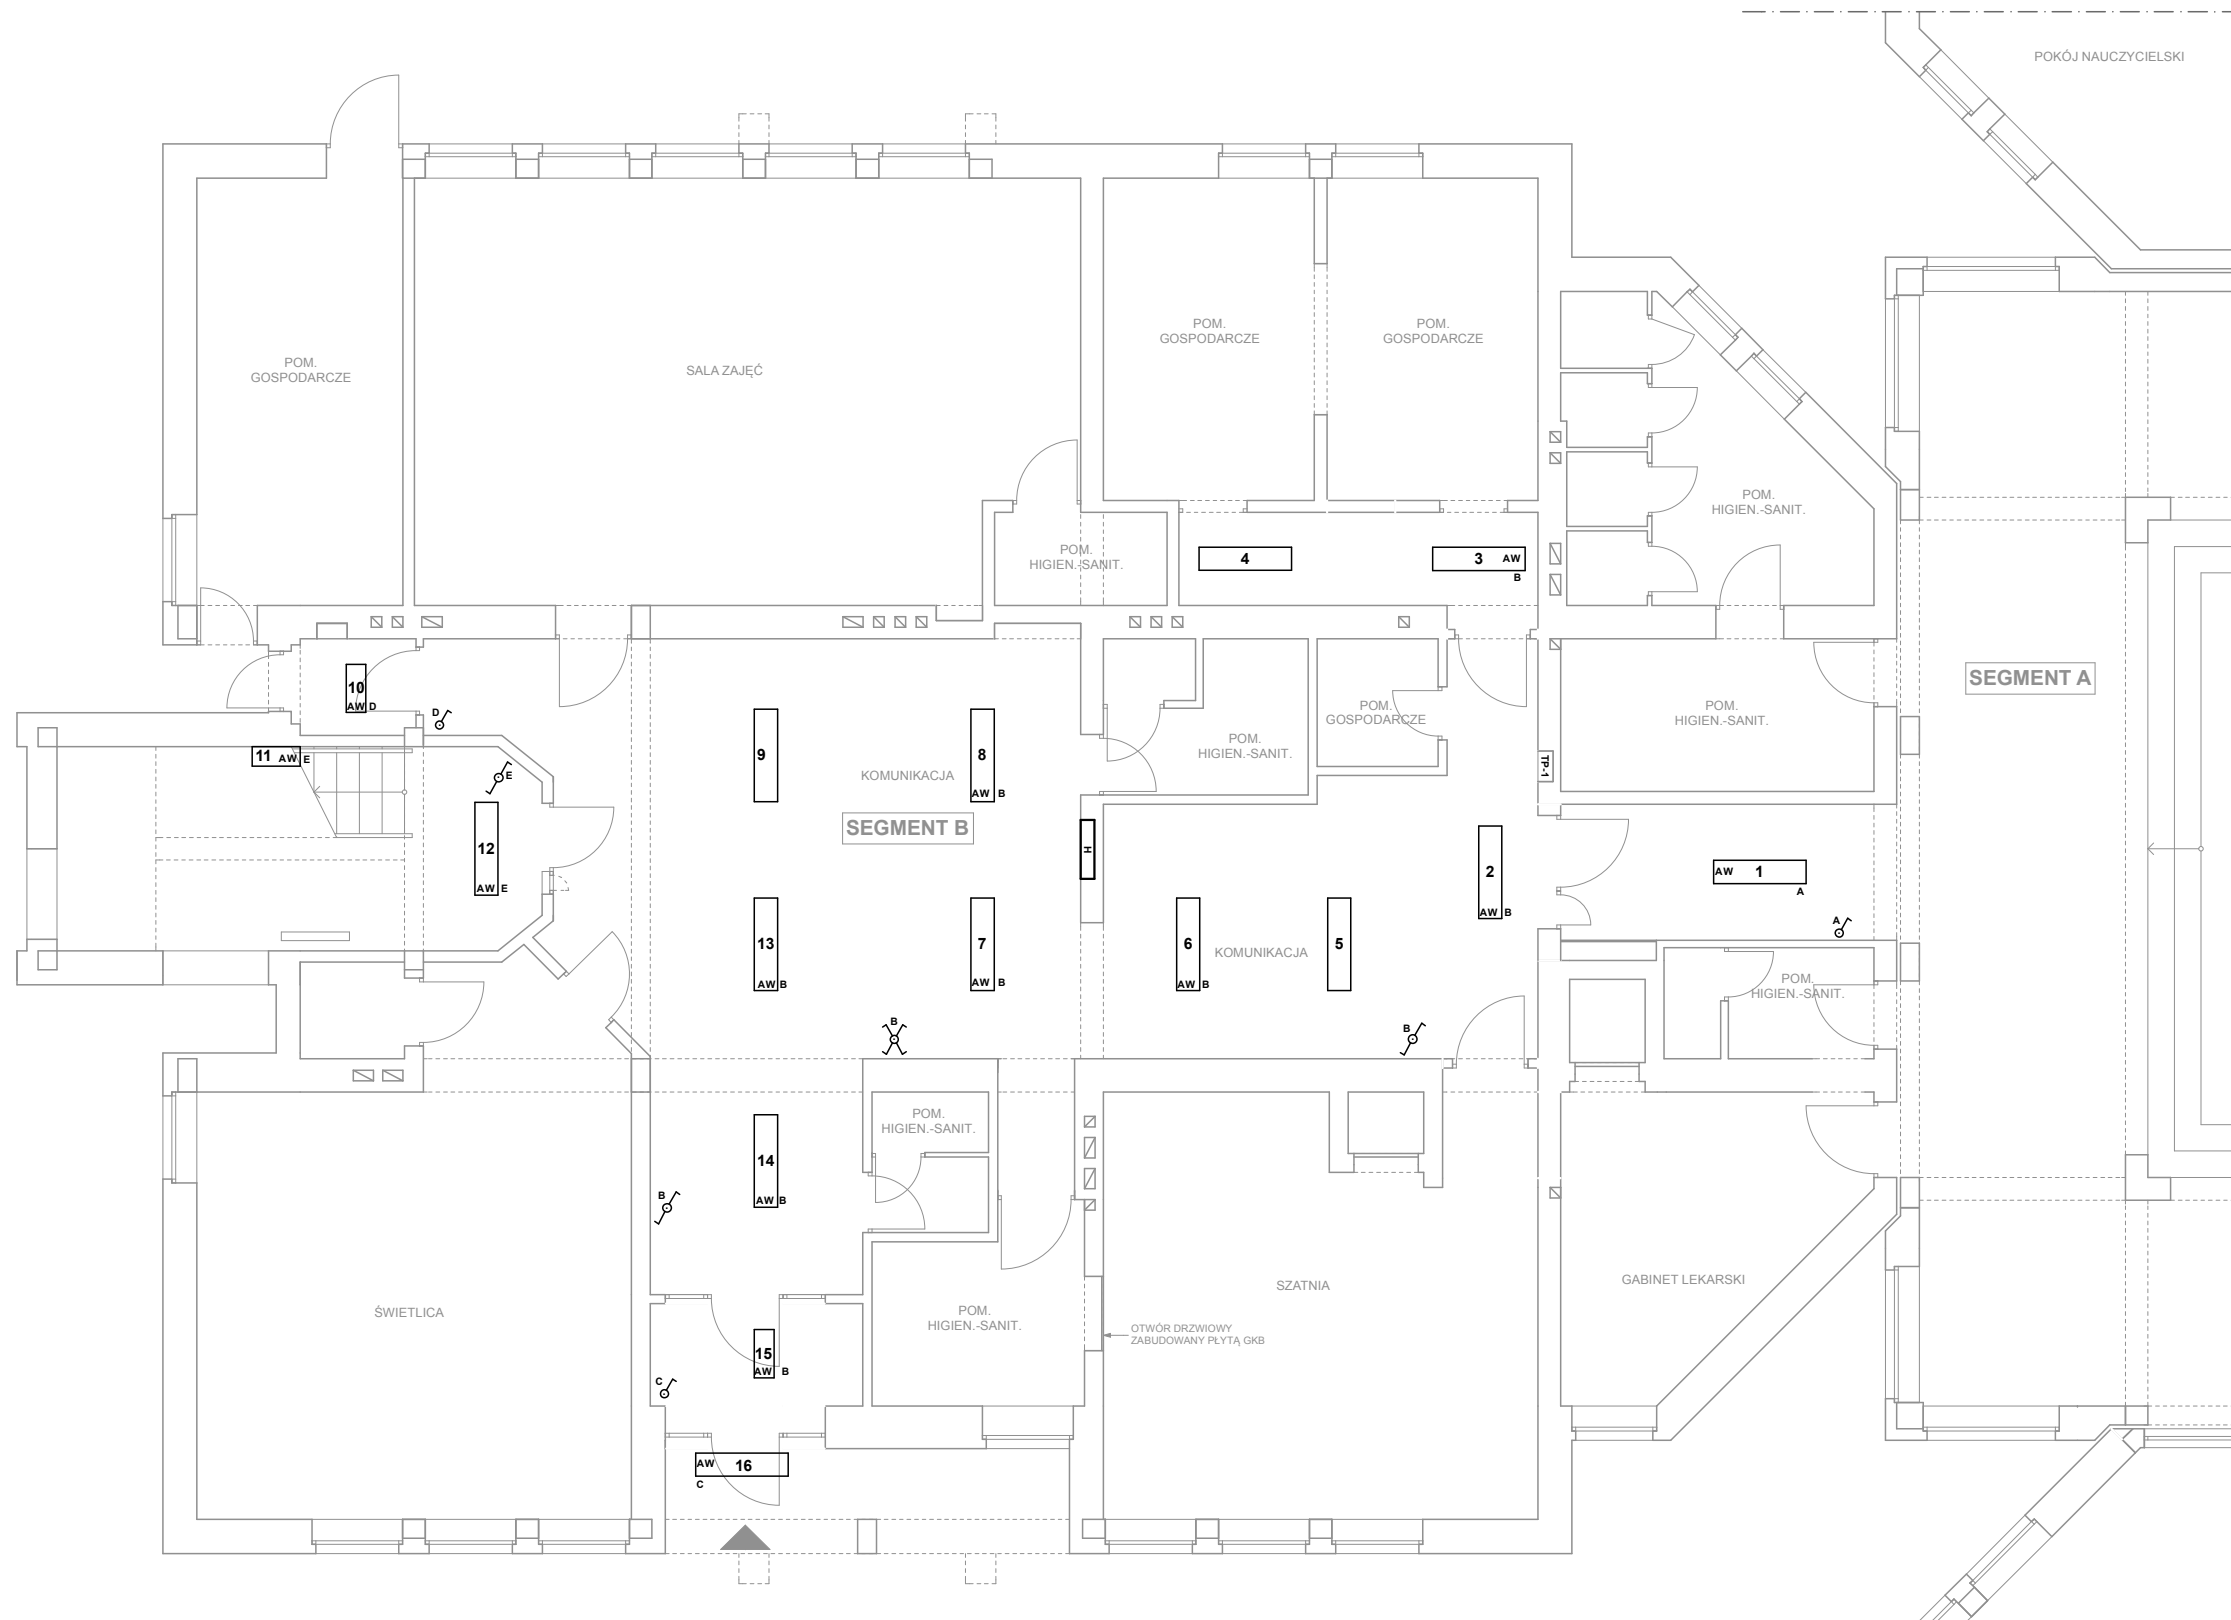 POKÓJ NAUCZYCIELSKI
POM.
GOSPODARCZE
SALA ZAJĘĆ
POM.
GOSPODARCZE
POM.
GOSPODARCZE
POM.
HIGIEN.-SANIT.
POM.
HIGIEN.-SANIT.
4
3 AW
B
10
AW D
D
11 AW E
E
12
AW E
9
8
AW B
KOMUNIKACJA
SEGMENT B
POM.
HIGIEN.-SANIT.
POM.
GOSPODARCZE
POM.
HIGIEN.-SANIT.
SEGMENT A
TP-1
H
2
AW B
AW 1
A
A
13
AW B
7
AW B
6
AW B
KOMUNIKACJA
5
POM.
HIGIEN.-SANIT.
B
B
14
AW B
B
POM.
HIGIEN.-SANIT.
ŚWIETLICA
POM.
HIGIEN.-SANIT.
SZATNIA
GABINET LEKARSKI
OTWÓR DRZWIOWY
ZABUDOWANY PŁYTĄ GKB
15
AW B
C
AW 16
C